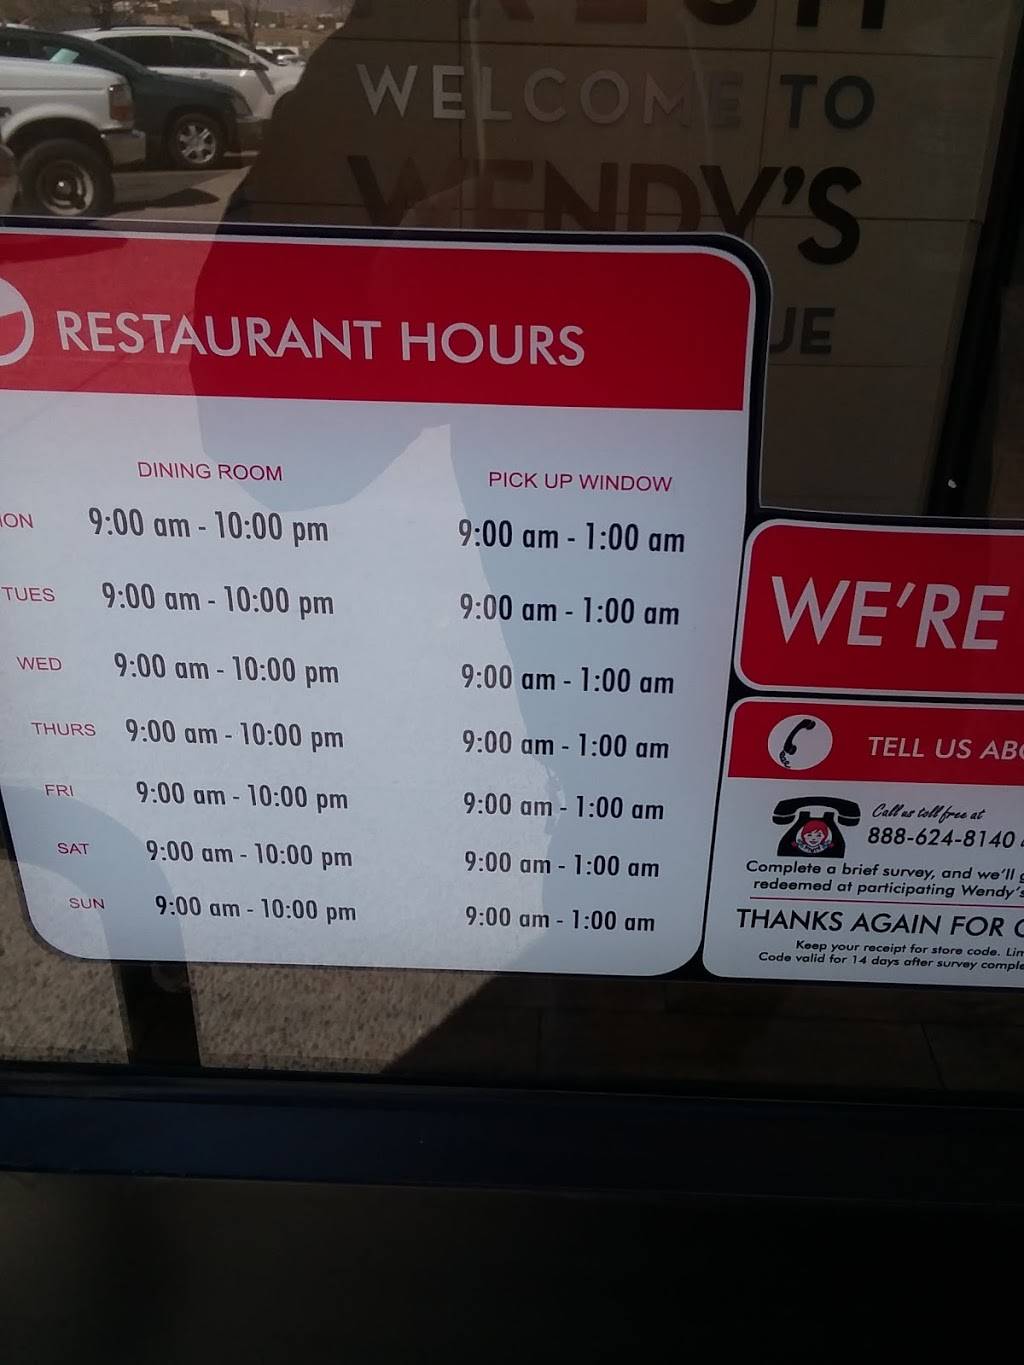 WELCOME TO
WENDY'S
RESTAURANT HOURS
DINING ROOM PICK UP WINDOW
ON 9:00 am - 10:00 pm 9:00 am - 1:00 am
TUES 9:00 am - 10:00 pm 9:00 am - 1:00 am
WED 9:00 am - 10:00 pm 9:00 am - 1:00 am
THURS 9:00 am - 10:00 pm 9:00 am - 1:00 am
FRI 9:00 am - 10:00 pm 9:00 am - 1:00 am
SAT 9:00 am - 10:00 pm 9:00 am - 1:00 am
SUN 9:00 am - 10:00 pm 9:00 am - 1:00 am
WE'RE
TELL US ABO
Call us toll free at
888-624-8140
Complete a brief survey, and we'll g
redeemed at participating Wendy's
THANKS AGAIN FOR C
Keep your receipt for store code. Lim
Code valid for 14 days after survey comple